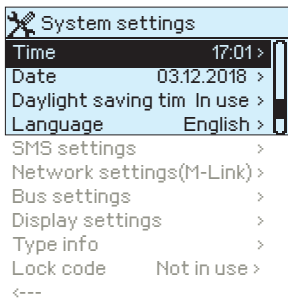 System settings
Time 17:01 >
Date 03.12.2018 >
Daylight saving tim In use >
Language English >
SMS settings >
Network settings(M-Link) >
Bus settings >
Display settings >
Type info >
Lock code Not in use >
<---